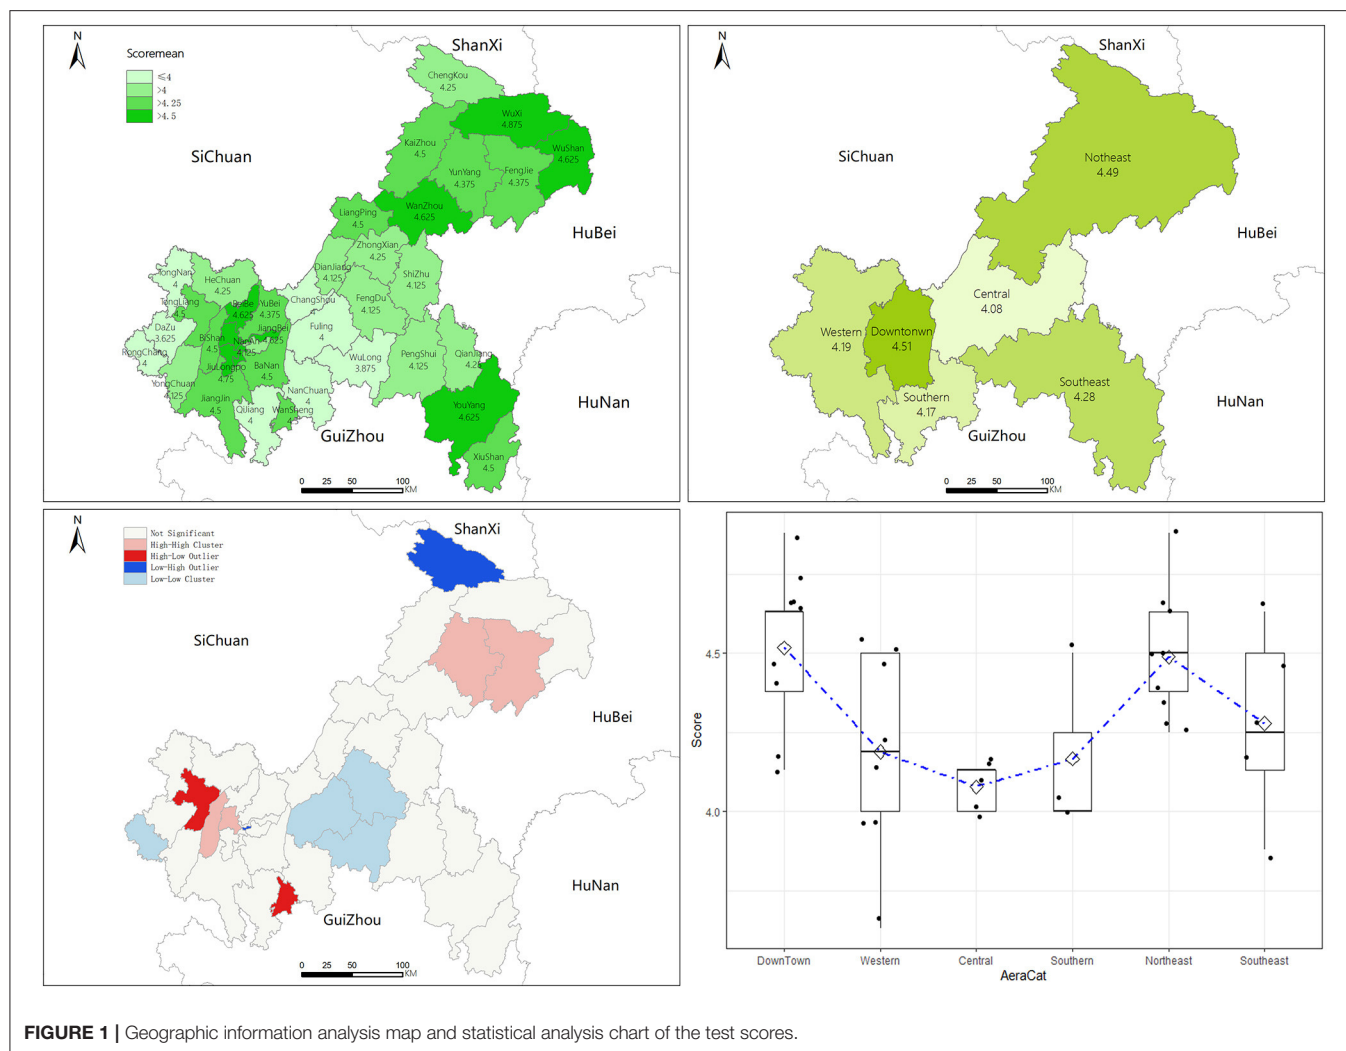 N
ShanXi
Scoremean
≤4
>4
>4.25
>4.5
ChengKou
4.25
WuXi
4.875
SiChuan
KaiZhou
4.5
WuShan
4.625
YunYang
4.375
FengJie
4.375
WanZhou
4.625
LiangPing
4.5
HuBei
ZhongXian
4.25
DianJiang
4.125
ShiZhu
4.125
TongNan
4
HeChuan
4.25
ChangShou
FengDu
4.125
TongLiang
4.5
BeiBe
4.625
YuBei
4.375
DaZu
3.625
JiangBei
4.625
Fuling
4
BiShan
4.5
NanAn
4.125
RongChang
4
WuLong
3.875
PengShui
4.125
QianJiang
4.25
JiuLongpo
4.75
BaNan
4.5
YongChuan
4.125
JiangJin
4.5
NanChuan
4
HuNan
QiJiang
4
WanSheng
4.5
YouYang
4.625
GuiZhou
XiuShan
4.5
0 25 50 100
KM
N
ShanXi
SiChuan
Notheast
4.49
HuBei
Central
4.08
Western
4.19
Downtonwn
4.51
Southeast
4.28
Southern
4.17
HuNan
GuiZhou
0 25 50 100
KM
N
ShanXi
Not Significant
High-High Cluster
High-Low Outlier
Low-High Outlier
Low-Low Cluster
SiChuan
HuBei
HuNan
GuiZhou
0 25 50 100
KM
Score
4.5
4.0
DownTown Western Central Southern Northeast Southeast
AeraCat
FIGURE 1 | Geographic information analysis map and statistical analysis chart of the test scores.